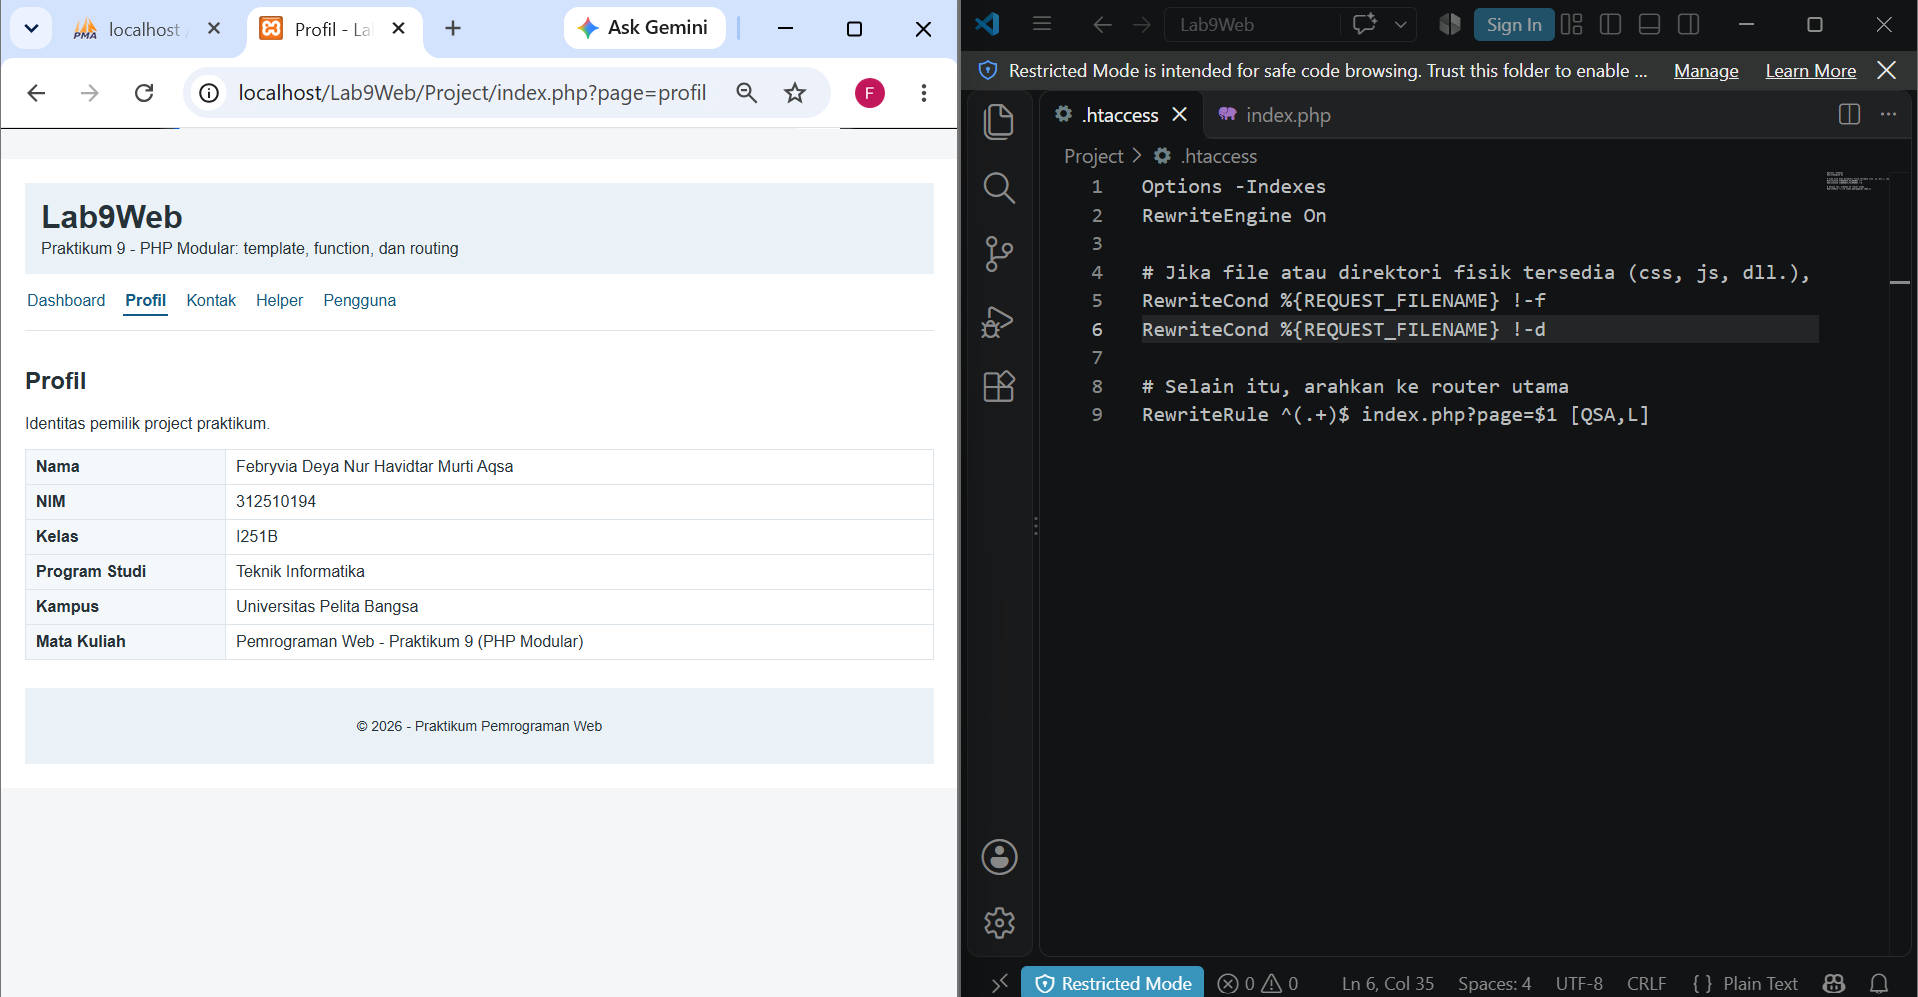 localhost
Profil - La
Ask Gemini
localhost/Lab9Web/Project/index.php?page=profil
F
Lab9Web
Praktikum 9 - PHP Modular: template, function, dan routing
Dashboard Profil Kontak Helper Pengguna
Profil
Identitas pemilik project praktikum.
Nama Febryvia Deya Nur Havidtar Murti Aqsa
NIM 312510194
Kelas I251B
Program Studi Teknik Informatika
Kampus Universitas Pelita Bangsa
Mata Kuliah Pemrograman Web - Praktikum 9 (PHP Modular)
© 2026 - Praktikum Pemrograman Web
Lab9Web
Sign In
Restricted Mode is intended for safe code browsing. Trust this folder to enable ... Manage Learn More
.htaccess index.php
Project > .htaccess
1 Options -Indexes
2 RewriteEngine On
3
4 # Jika file atau direktori fisik tersedia (css, js, dll.),
5 RewriteCond %{REQUEST_FILENAME} !-f
6 RewriteCond %{REQUEST_FILENAME} !-d
7
8 # Selain itu, arahkan ke router utama
9 RewriteRule ^(.+)$ index.php?page=$1 [QSA,L]
Restricted Mode 0 0 Ln 6, Col 35 Spaces: 4 UTF-8 CRLF {} Plain Text